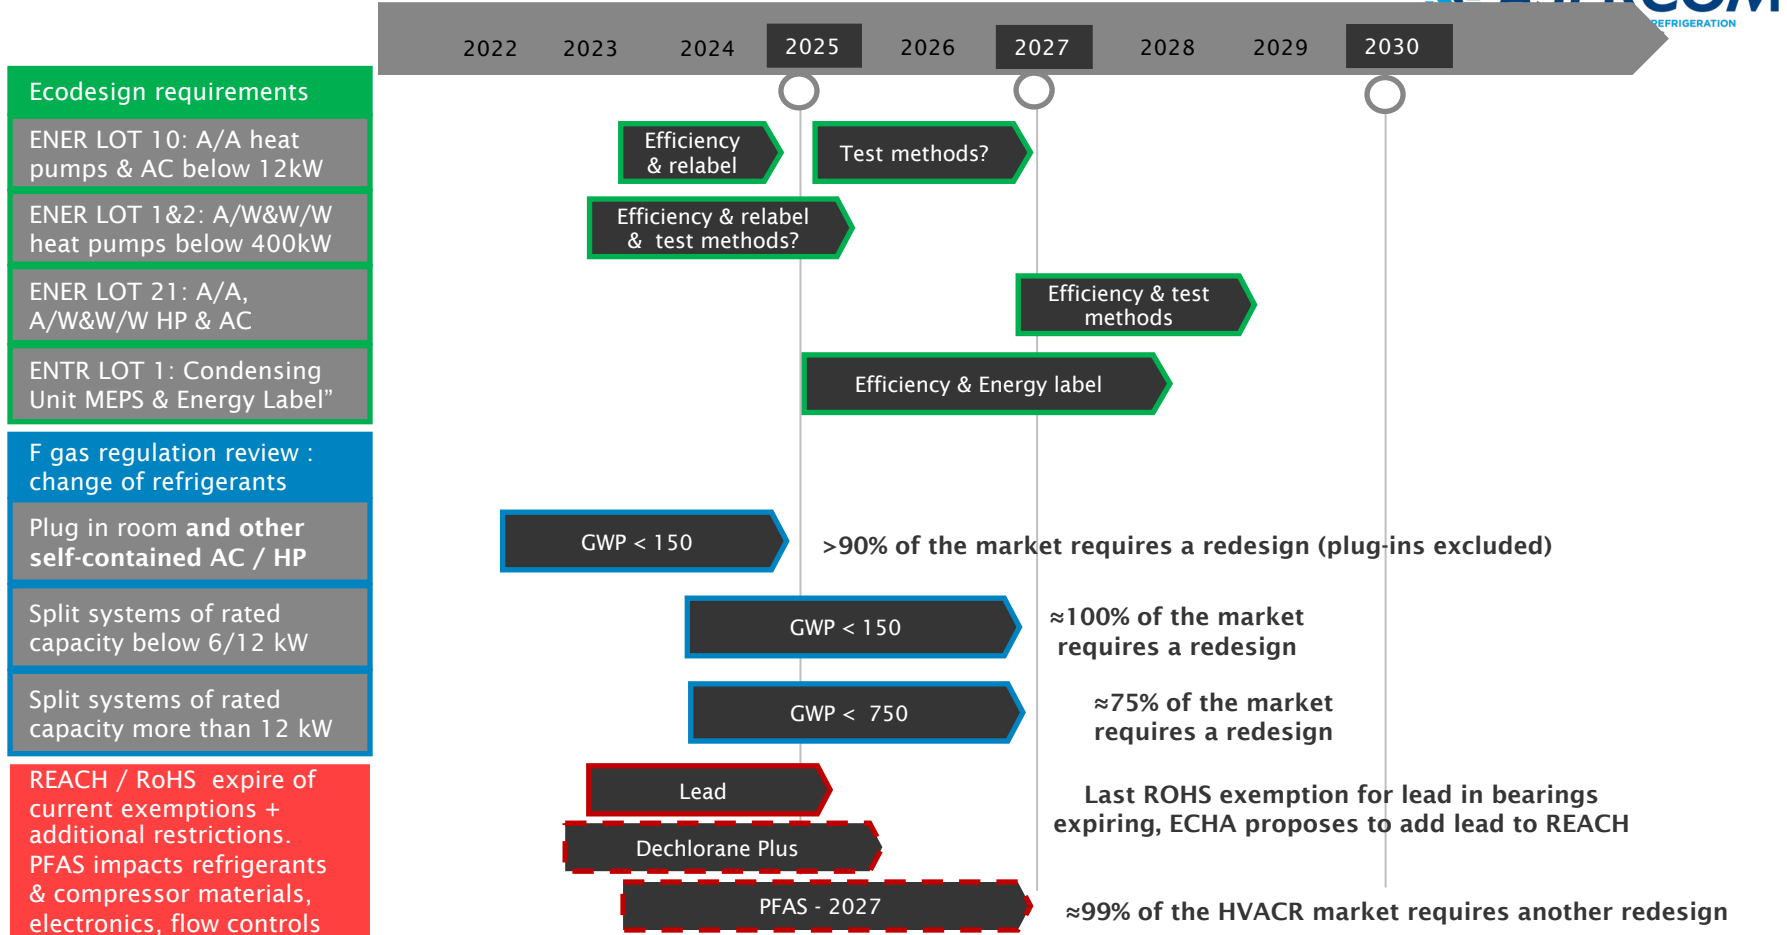 REFRIGERATION
2022 2023 2024 2025 2026 2027 2028 2029 2030
Ecodesign requirements
ENER LOT 10: A/A heat
pumps & AC below 12kW
Efficiency
& relabel
Test methods?
ENER LOT 1&2: A/W&W/W
heat pumps below 400kW
Efficiency & relabel
& test methods?
ENER LOT 21: A/A,
A/W&W/W HP & AC
Efficiency & test
methods
ENTR LOT 1: Condensing
Unit MEPS & Energy Label”
Efficiency & Energy label
F gas regulation review :
change of refrigerants
Plug in room and other
self-contained AC / HP
GWP < 150
>90% of the market requires a redesign (plug-ins excluded)
Split systems of rated
capacity below 6/12 kW
GWP < 150
≈100% of the market
requires a redesign
Split systems of rated
capacity more than 12 kW
GWP < 750
≈75% of the market
requires a redesign
REACH / RoHS expire of
current exemptions +
additional restrictions.
PFAS impacts refrigerants
& compressor materials,
electronics, flow controls
Lead
Last ROHS exemption for lead in bearings
expiring, ECHA proposes to add lead to REACH
Dechlorane Plus
PFAS - 2027
≈99% of the HVACR market requires another redesign